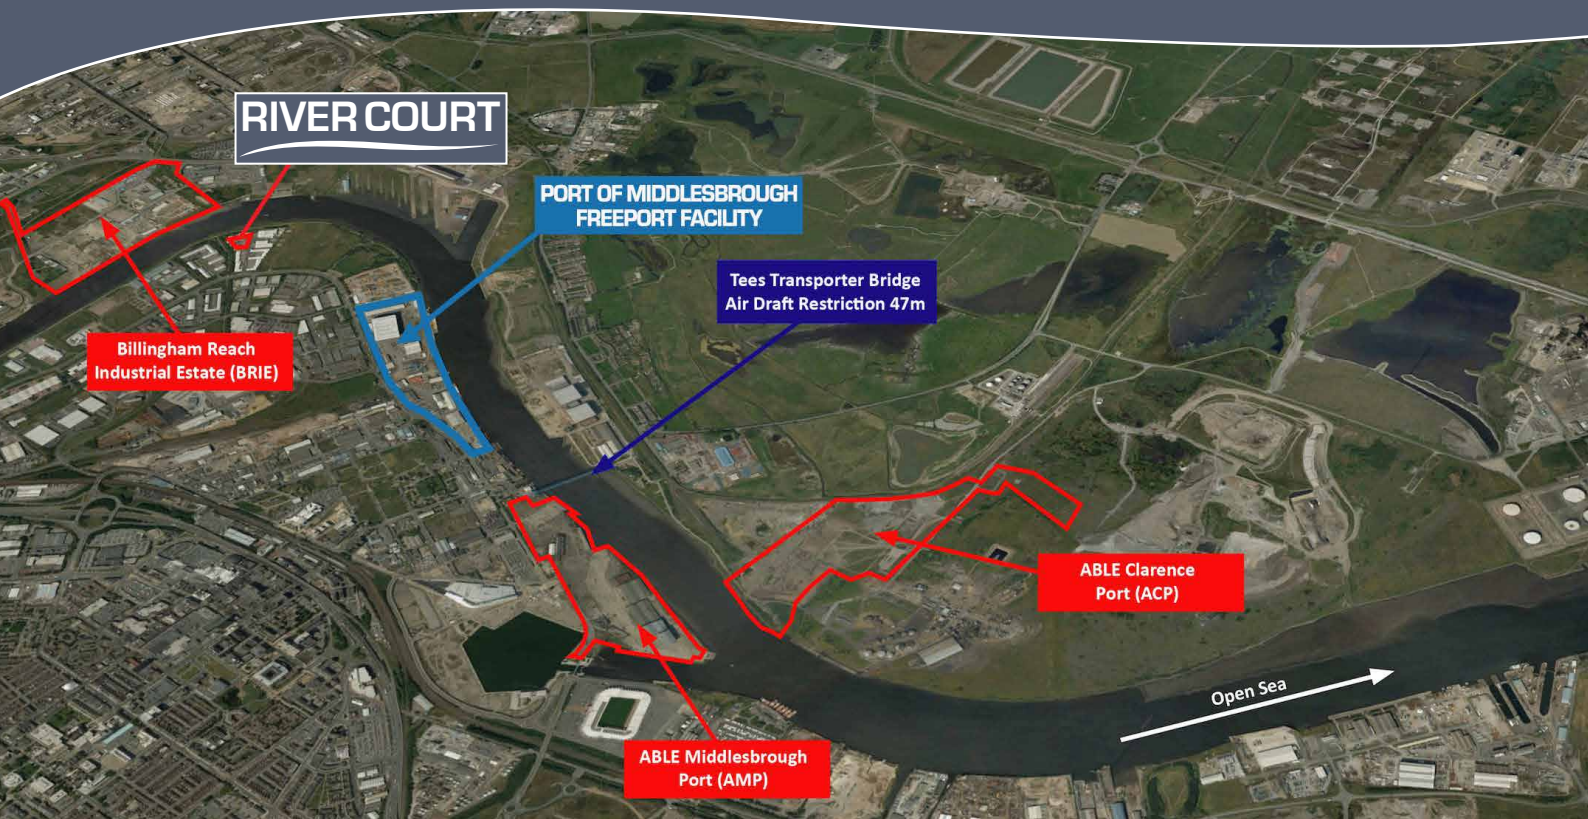 RIVER COURT
PORT OF MIDDLESBROUGH
FREEPORT FACILITY
Tees Transporter Bridge
Air Draft Restriction 47m
Billingham Reach
Industrial Estate (BRIE)
ABLE Clarence
Port (ACP)
Open Sea
ABLE Middlesbrough
Port (AMP)